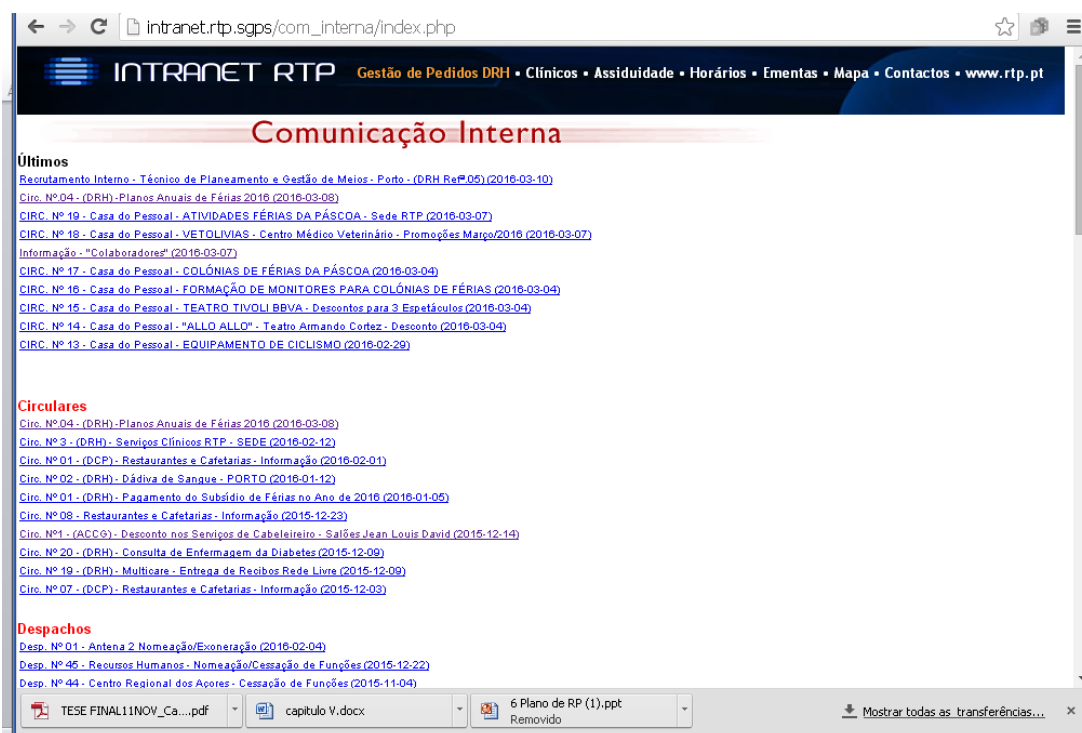 intranet.rtp.sgps/com_interna/index.php
INTRANET RTP Gestão de Pedidos DRH ▪ Clínicos ▪ Assiduidade ▪ Horários ▪ Ementas ▪ Mapa ▪ Contactos ▪ www.rtp.pt
Comunicação Interna
Últimos
Recrutamento Interno - Técnico de Planeamento e Gestão de Meios - Porto - (DRH Refª.05) (2016-03-10)
Circ. Nº.04 - (DRH) -Planos Anuais de Férias 2016 (2016-03-08)
CIRC. Nº 19 - Casa do Pessoal - ATIVIDADES FÉRIAS DA PÁSCOA - Sede RTP (2016-03-07)
CIRC. Nº 18 - Casa do Pessoal - VETOLIVIAS - Centro Médico Veterinário - Promoções Março/2016 (2016-03-07)
Informação - "Colaboradores" (2016-03-07)
CIRC. Nº 17 - Casa do Pessoal - COLÓNIAS DE FÉRIAS DA PÁSCOA (2016-03-04)
CIRC. Nº 16 - Casa do Pessoal - FORMAÇÃO DE MONITORES PARA COLÓNIAS DE FÉRIAS (2016-03-04)
CIRC. Nº 15 - Casa do Pessoal - TEATRO TIVOLI BBVA - Descontos para 3 Espetáculos (2016-03-04)
CIRC. Nº 14 - Casa do Pessoal - "ALLO ALLO" - Teatro Armando Cortez - Desconto (2016-03-04)
CIRC. Nº 13 - Casa do Pessoal - EQUIPAMENTO DE CICLISMO (2016-02-29)
Circulares
Circ. Nº.04 - (DRH) -Planos Anuais de Férias 2016 (2016-03-08)
Circ. Nº 3 - (DRH) - Serviços Clínicos RTP - SEDE (2016-02-12)
Circ. Nº 01 - (DCP) - Restaurantes e Cafetarias - Informação (2016-02-01)
Circ. Nº 02 - (DRH) - Dádiva de Sangue - PORTO (2016-01-12)
Circ. Nº 01 - (DRH) - Pagamento do Subsídio de Férias no Ano de 2016 (2016-01-05)
Circ. Nº 08 - Restaurantes e Cafetarias - Informação (2015-12-23)
Circ. Nº1 - (ACCG) - Desconto nos Serviços de Cabeleireiro - Salões Jean Louis David (2015-12-14)
Circ. Nº 20 - (DRH) - Consulta de Enfermagem da Diabetes (2015-12-09)
Circ. Nº 19 - (DRH) - Multicare - Entrega de Recibos Rede Livre (2015-12-09)
Circ. Nº 07 - (DCP) - Restaurantes e Cafetarias - Informação (2015-12-03)
Despachos
Desp. Nº 01 - Antena 2 Nomeação/Exoneração (2016-02-04)
Desp. Nº 45 - Recursos Humanos - Nomeação/Cessação de Funções (2015-12-22)
Desp. Nº 44 - Centro Regional dos Açores - Cessação de Funções (2015-11-04)
TESE FINAL11NOV_Ca....pdf
capitulo V.docx
6 Plano de RP (1).ppt
Removido
Mostrar todas as transferências...